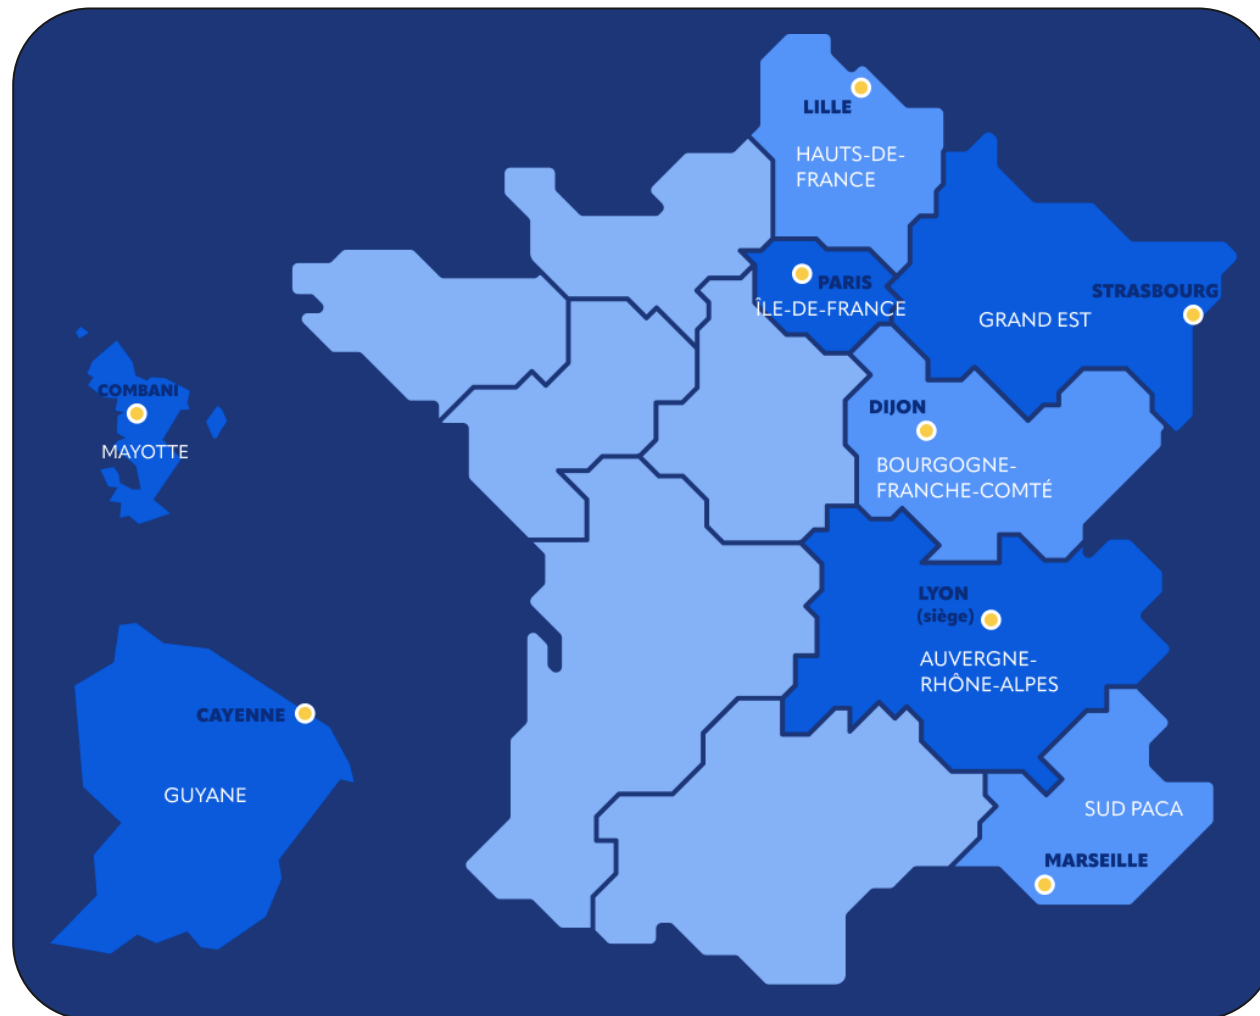 LILLE
HAUTS-DE-
FRANCE
PARIS
ÎLE-DE-FRANCE
STRASBOURG
GRAND EST
COMBANI
MAYOTTE
DIJON
BOURGOGNE-
FRANCHE-COMTÉ
LYON
(siège)
AUVERGNE-
RHÔNE-ALPES
CAYENNE
GUYANE
SUD PACA
MARSEILLE